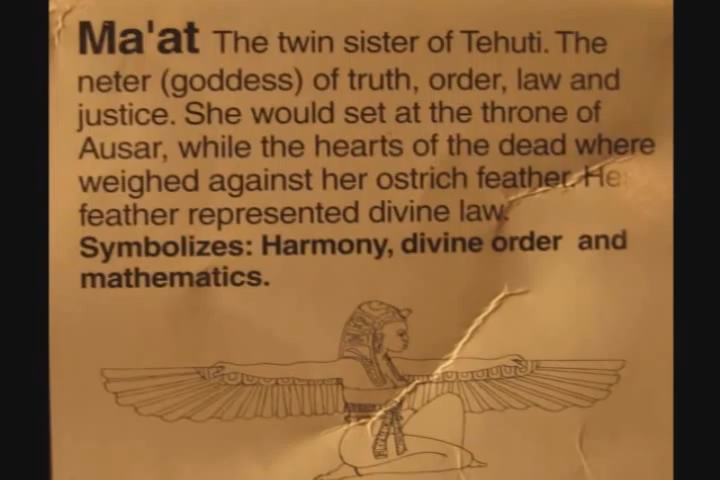 Ma'at The twin sister of Tehuti. The
neter (goddess) of truth, order, law and
justice. She would set at the throne of
Ausar, while the hearts of the dead where
weighed against her ostrich feather. He
feather represented divine law.
Symbolizes: Harmony, divine order and
mathematics.